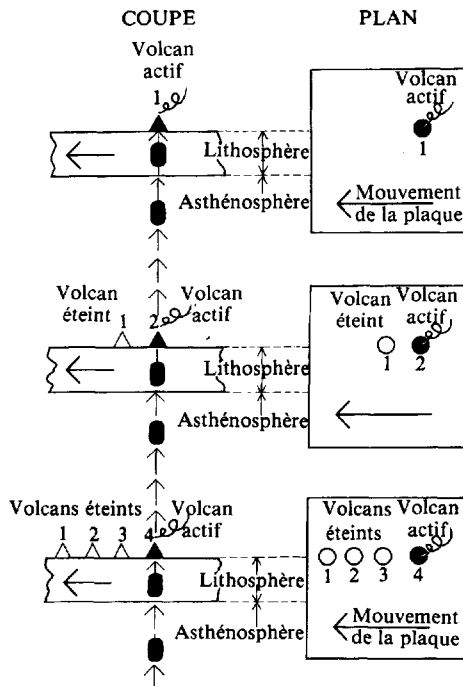 COUPE
PLAN
Volcan
actif
1
Lithosphère
Asthénosphère
Volcan
actif
1
Mouvement
de la plaque
Volcan
éteint
1
2
Volcan
actif
Lithosphère
Asthénosphère
Volcan
éteint
Volcan
actif
1
2
Volcans éteints
1 2 3 4
Volcan
actif
Lithosphère
Asthénosphère
Volcans
éteints
Volcan
actif
1 2 3 4
Mouvement
de la plaque